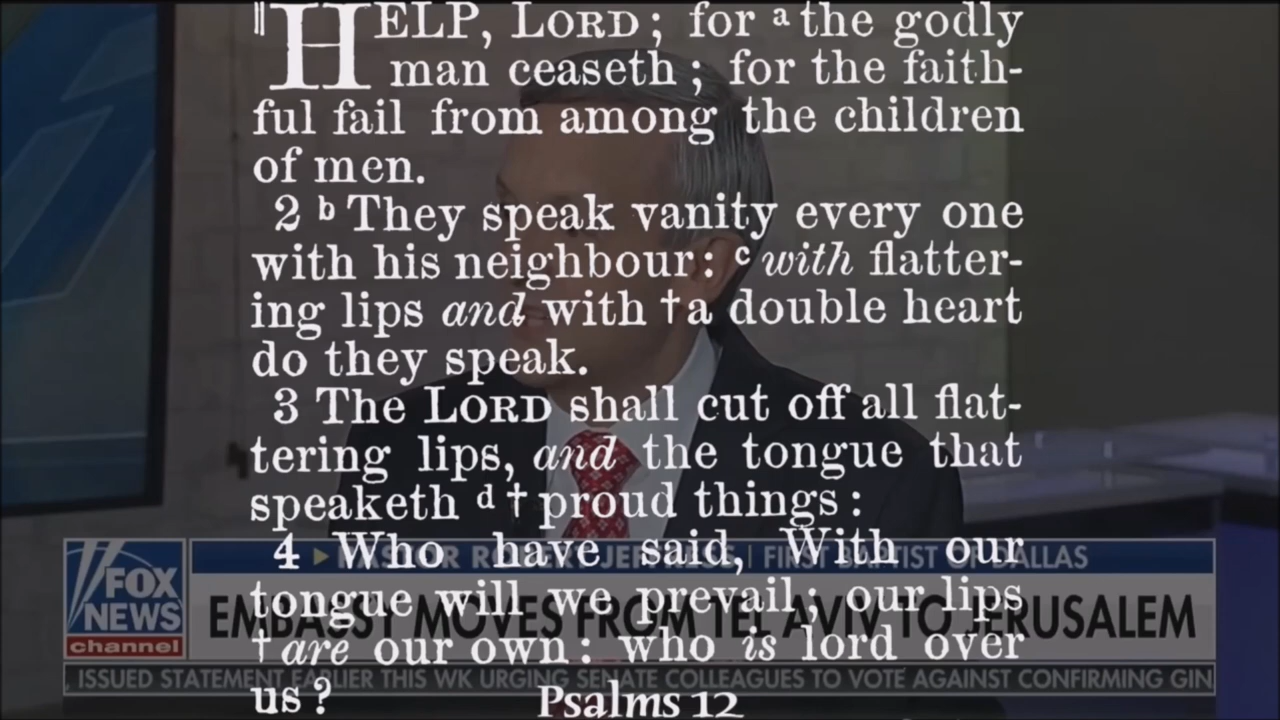 ‖HELP, LORD; for ᵃ the godly
man ceaseth; for the faith-
ful fail from among the children
of men.
2 ᵇ They speak vanity every one
with his neighbour: ᶜ with flatter-
ing lips and with † a double heart
do they speak.
3 The LORD shall cut off all flat-
tering lips, and the tongue that
speaketh ᵈ † proud things:
4 Who have said, With our
tongue will we prevail; our lips
† are our own: who is lord over
us?
Psalms 12
FOX
NEWS
channel
PASTOR ROBERT JEFFRESS | FIRST BAPTIST OF DALLAS
EMBASSY MOVES FROM TEL AVIV TO JERUSALEM
, ISSUED STATEMENT EARLIER THIS WK URGING SENATE COLLEAGUES TO VOTE AGAINST CONFIRMING GIN